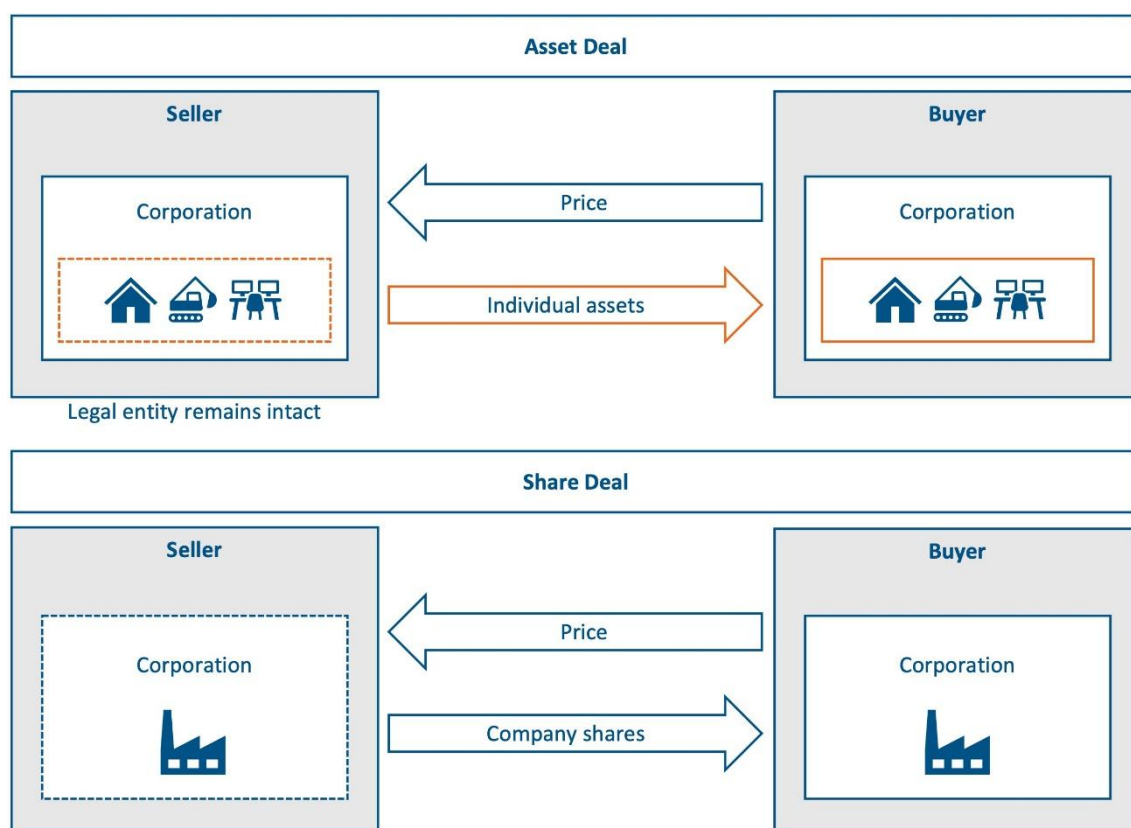 Asset Deal
Seller
Buyer
Corporation
Price
Corporation
Individual assets
Legal entity remains intact
Share Deal
Seller
Buyer
Price
Corporation
Corporation
Company shares